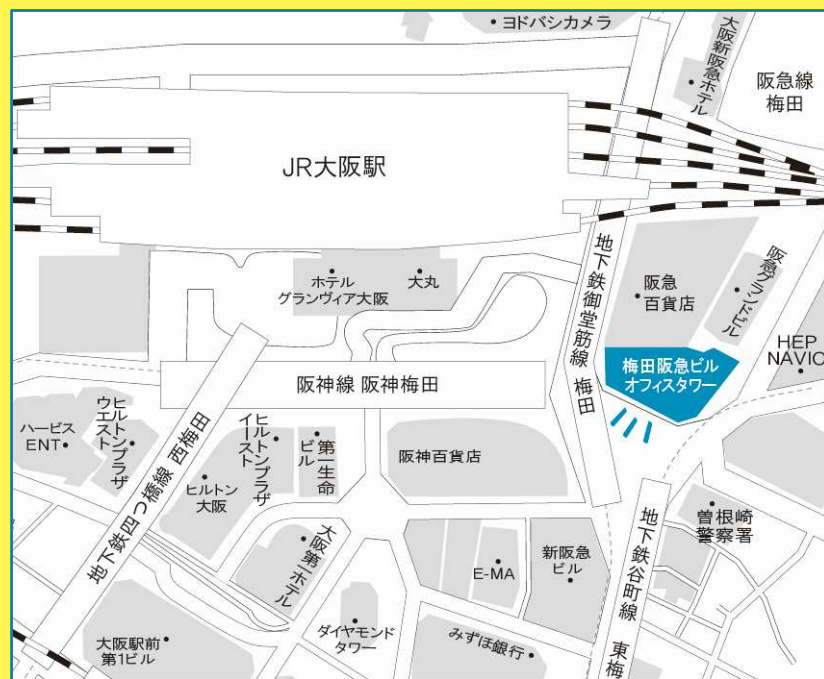 ヨドバシカメラ
大阪新阪急ホテル
阪急線
梅田
JR大阪駅
ホテル
グランヴィア大阪
大丸
地下鉄御堂筋線 梅田
阪急
百貨店
阪急グランドビル
HEP
NAVIO
梅田阪急ビル
オフィスタワー
阪神線 阪神梅田
地下鉄四つ橋線 西梅田
ハービス
ENT
ヒルトンプラザ
ウエスト
ヒルトンプラザ
イースト
第一生命
ビル
ヒルトン
大阪
阪神百貨店
大阪第一ホテル
E-MA
新阪急
ビル
地下鉄谷町線 東梅
曽根崎
警察署
大阪駅前
第1ビル
ダイヤモンド
タワー
みずほ銀行